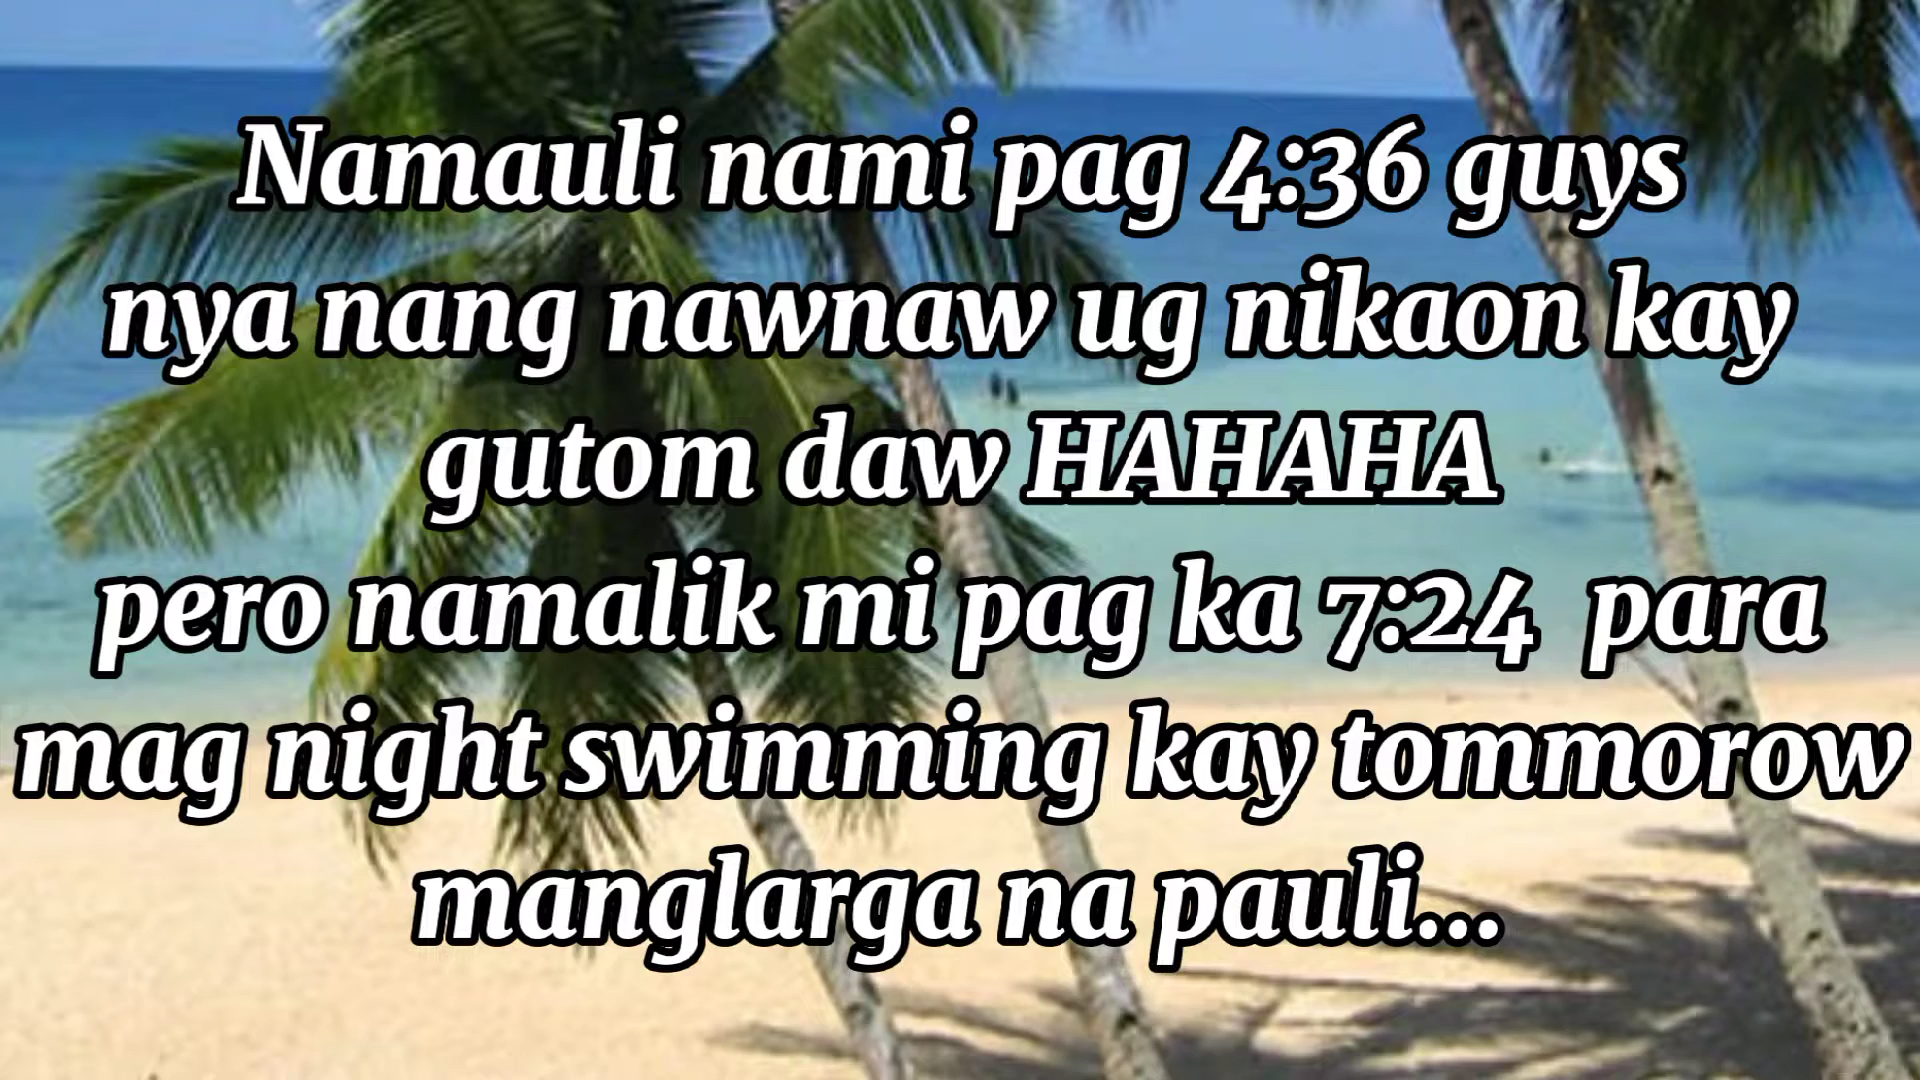 Namauli nami pag 4:36 guys
nya nang nawnaw ug nikaon kay
gutom daw HAHAHA
pero namalik mi pag ka 7:24 para
mag night swimming kay tommorow
manglarga na pauli...